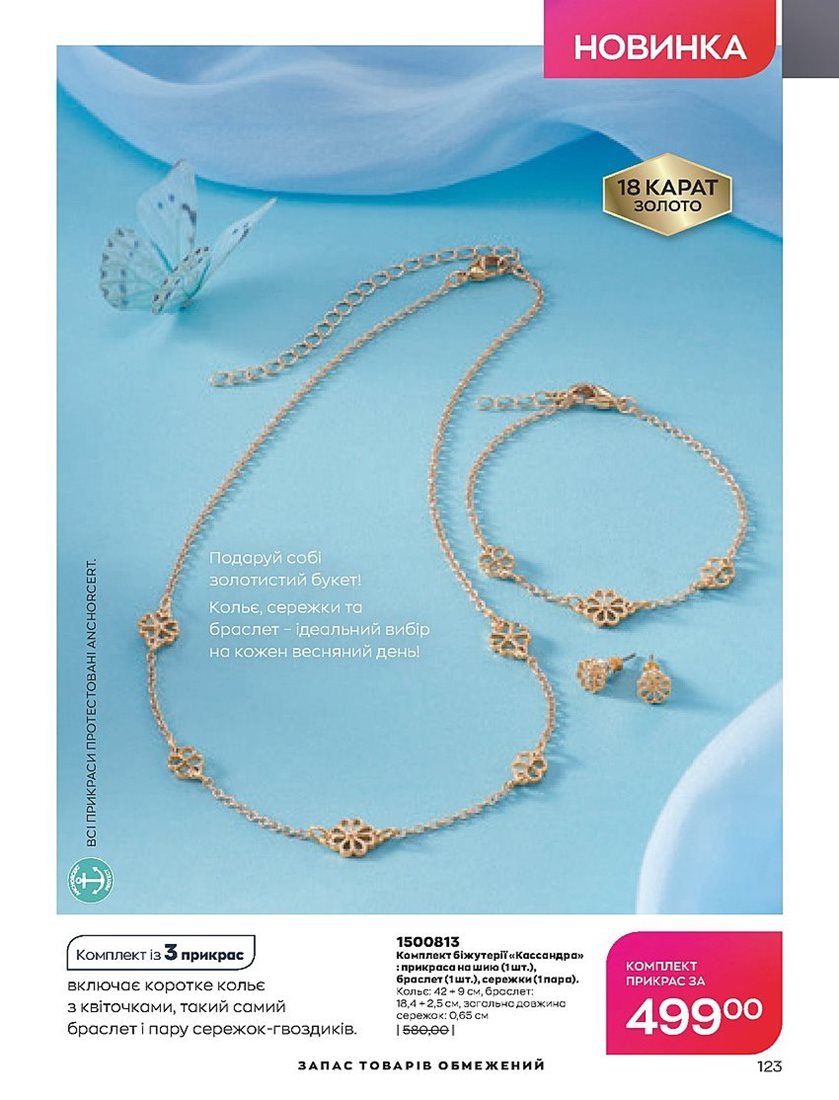 НОВИНКА
18 КАРАТ
ЗОЛОТО
Подаруй собі
золотистий букет!
Кольє, сережки та
браслет – ідеальний вибір
на кожен весняний день!
ВСІ ПРИКРАСИ ПРОТЕСТОВАНІ ANCHORCERT.
Комплект із 3 прикрас
включає коротке кольє
з квіточками, такий самий
браслет і пару сережок-гвоздиків.
1500813
Комплект біжутерії «Кассандра»
: прикраса на шию (1 шт.),
браслет (1 шт.), сережки (1 пара).
Кольє: 42 + 9 см, браслет:
18,4 + 2,5 см, загальна довжина
сережок: 0,65 см
| 580,00 |
КОМПЛЕКТ
ПРИКРАС ЗА
49900
ЗАПАС ТОВАРІВ ОБМЕЖЕНИЙ
123